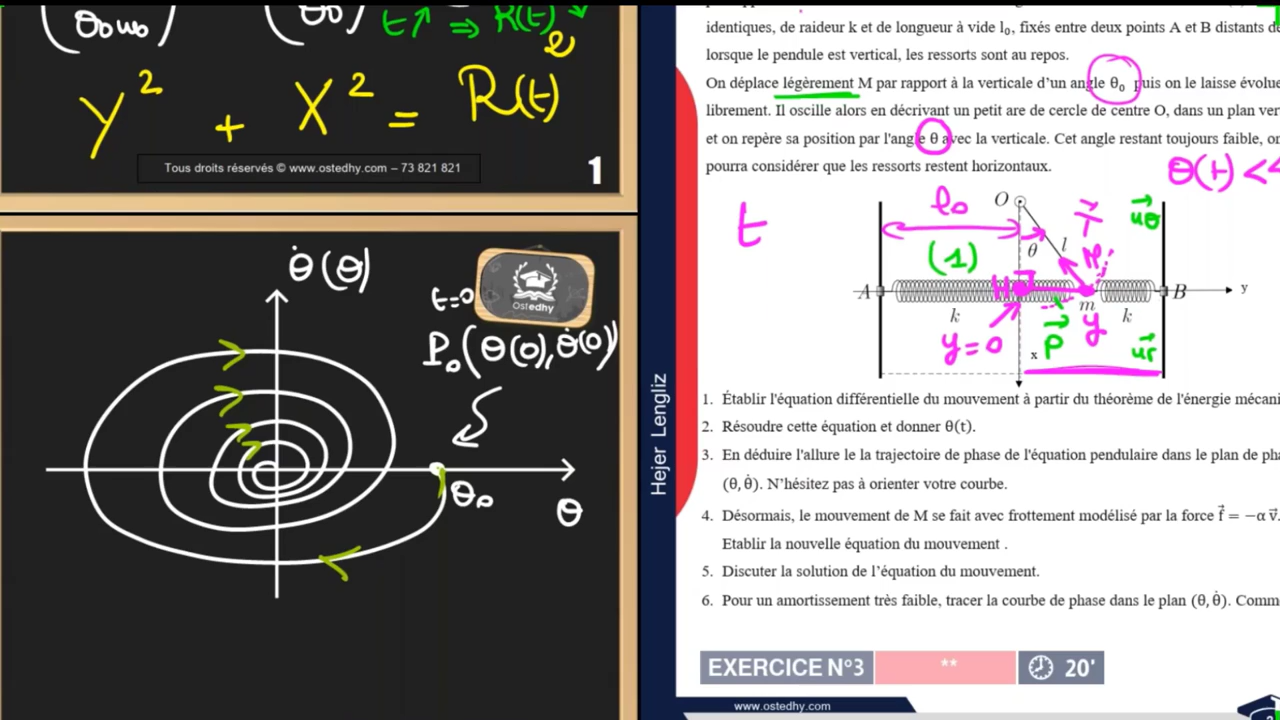 (θ₀ω₀) (θ₀) t↑ ⇒ R(t)↓
Y² + X² = R(t)²
Tous droits réservés © www.ostedhy.com – 73 821 821
1
θ̇(θ)
t=0
Ostedhy
P₀(θ(0), θ̇(0))
θ₀
θ
Hejer Lengliz
identiques, de raideur k et de longueur à vide l₀, fixés entre deux points A et B distants de
lorsque le pendule est vertical, les ressorts sont au repos.
On déplace légèrement M par rapport à la verticale d'un angle θ₀ puis on le laisse évolue
librement. Il oscille alors en décrivant un petit are de cercle de centre O, dans un plan ver
et on repère sa position par l'angle θ avec la verticale. Cet angle restant toujours faible, on
pourra considérer que les ressorts restent horizontaux.
θ(t) <<
t
l₀
O
T⃗
u⃗θ
(1)
θ
l
M
A
H
B
y
k
m
k
y=0
x
P⃗
y
u⃗r
1. Établir l'équation différentielle du mouvement à partir du théorème de l'énergie mécani
2. Résoudre cette équation et donner θ(t).
3. En déduire l'allure le la trajectoire de phase de l'équation pendulaire dans le plan de pha
(θ, θ̇). N'hésitez pas à orienter votre courbe.
4. Désormais, le mouvement de M se fait avec frottement modélisé par la force f⃗ = −α v⃗.
Etablir la nouvelle équation du mouvement .
5. Discuter la solution de l'équation du mouvement.
6. Pour un amortissement très faible, tracer la courbe de phase dans le plan (θ, θ̇). Comm
EXERCICE N°3
**
20'
www.ostedhy.com